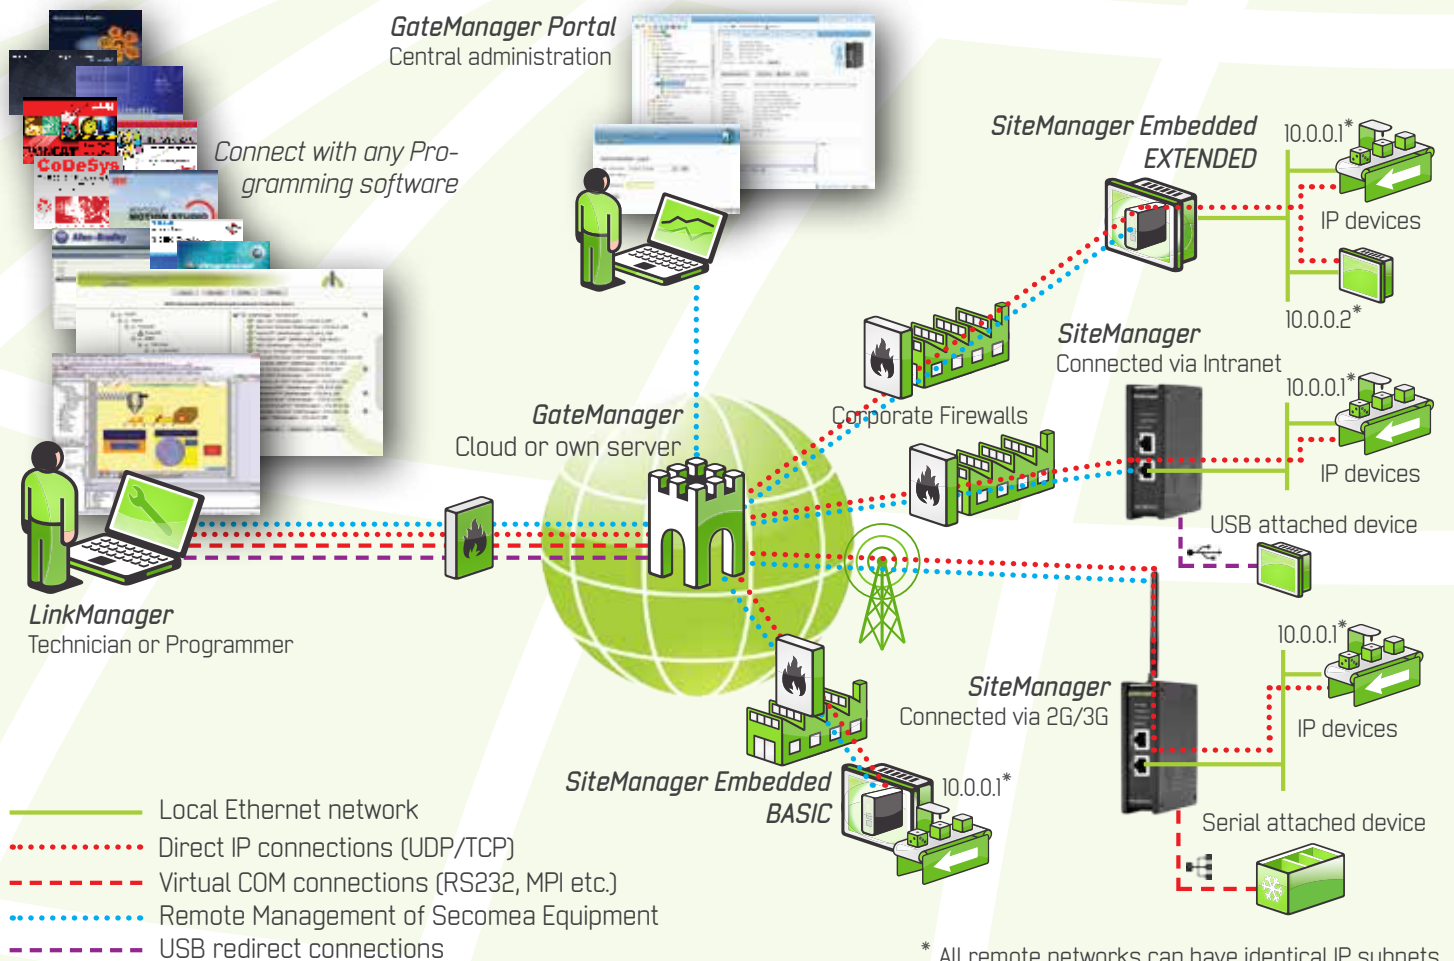 GateManager Portal
Central administration
Connect with any Pro-
gramming software
CoDeSys
MOTION STUDIO
Allen-Bradley
SiteManager Embedded
EXTENDED
10.0.0.1*
IP devices
10.0.0.2*
SiteManager
Connected via Intranet
10.0.0.1*
IP devices
USB attached device
Corporate Firewalls
GateManager
Cloud or own server
LinkManager
Technician or Programmer
10.0.0.1*
SiteManager
Connected via 2G/3G
IP devices
SiteManager Embedded
BASIC
10.0.0.1*
Serial attached device
Local Ethernet network
Direct IP connections (UDP/TCP)
Virtual COM connections (RS232, MPI etc.)
Remote Management of Secomea Equipment
USB redirect connections
* All remote networks can have identical IP subnets